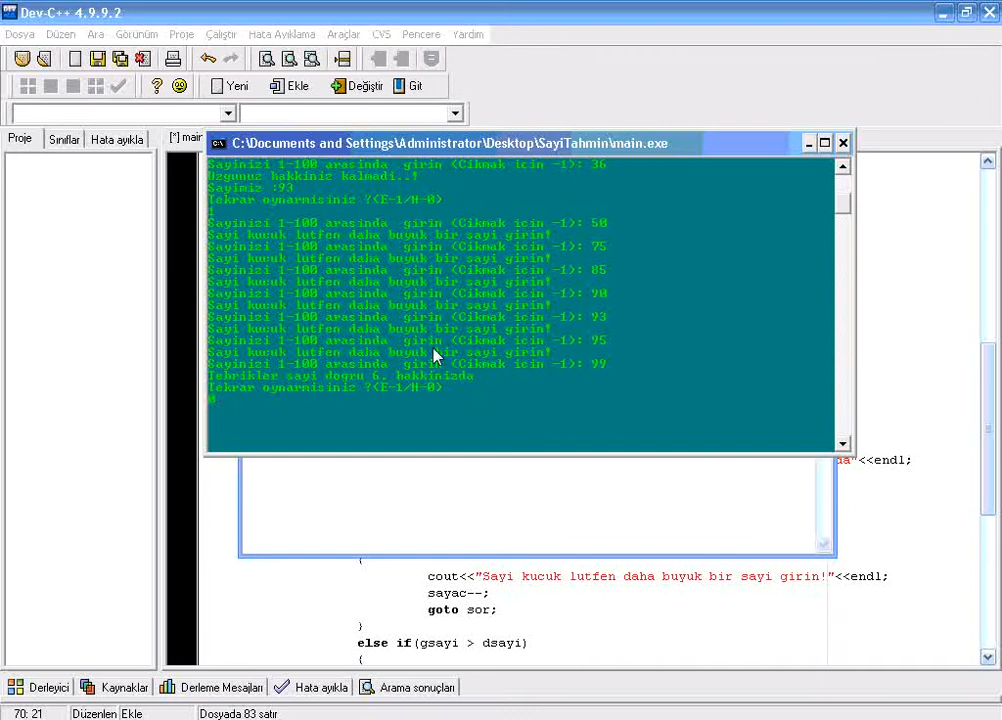 Dev-C++ 4.9.9.2
Dosya Düzen Ara Görünüm Proje Çalıştır Hata Ayıklama Araçlar CVS Pencere Yardım
Yeni Ekle Değiştir Git
Proje Sınıflar Hata ayıkla [*] main
C:\Documents and Settings\Administrator\Desktop\SayiTahmin\main.exe
Sayinizi 1-100 arasinda girin (Cikmak icin -1): 36
Uzgunuz hakkiniz kalmadi..!
Sayimiz :93
Tekrar oynarmisiniz ?(E-1/H-0)
1
Sayinizi 1-100 arasinda girin (Cikmak icin -1): 50
Sayi kucuk lutfen daha buyuk bir sayi girin!
Sayinizi 1-100 arasinda girin (Cikmak icin -1): 75
Sayi kucuk lutfen daha buyuk bir sayi girin!
Sayinizi 1-100 arasinda girin (Cikmak icin -1): 85
Sayi kucuk lutfen daha buyuk bir sayi girin!
Sayinizi 1-100 arasinda girin (Cikmak icin -1): 90
Sayi kucuk lutfen daha buyuk bir sayi girin!
Sayinizi 1-100 arasinda girin (Cikmak icin -1): 93
Sayi kucuk lutfen daha buyuk bir sayi girin!
Sayinizi 1-100 arasinda girin (Cikmak icin -1): 95
Sayi kucuk lutfen daha buyuk bir sayi girin!
Sayinizi 1-100 arasinda girin (Cikmak icin -1): 99
Tebrikler sayi dogru 6. hakkinizda
Tekrar oynarmisiniz ?(E-1/H-0)
0
da"<<endl;
{
cout<<"Sayi kucuk lutfen daha buyuk bir sayi girin!"<<endl;
sayac--;
goto sor;
}
else if(gsayi > dsayi)
{
Derleyici Kaynaklar Derleme Mesajları Hata ayıkla Arama sonuçları
70: 21 Düzenlen Ekle Dosyada 83 satır